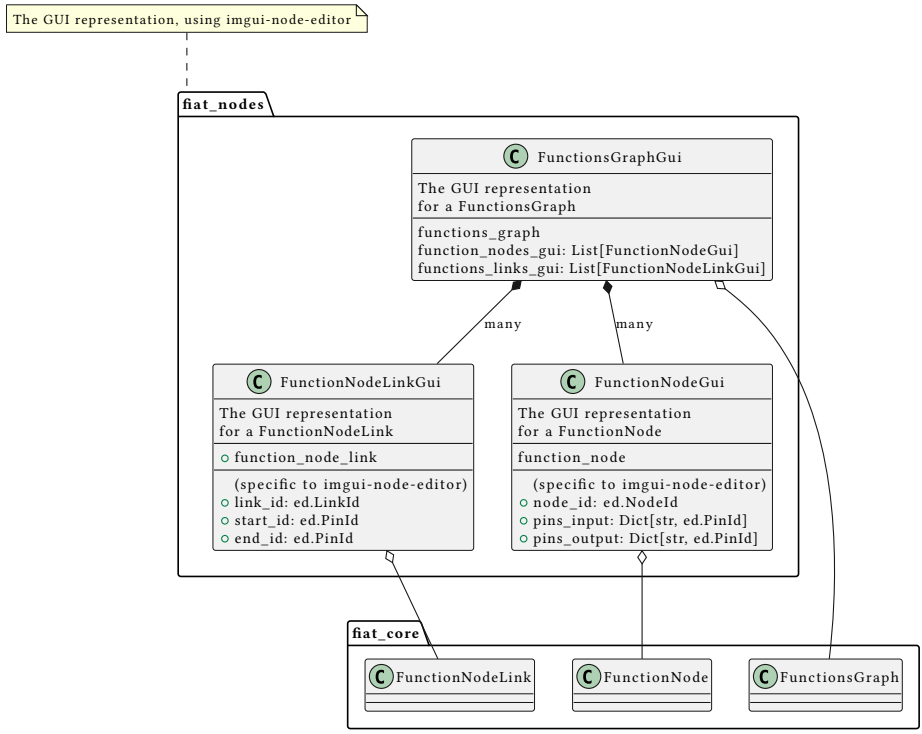 The GUI representation, using imgui-node-editor
fiat_nodes
C FunctionsGraphGui
The GUI representation
for a FunctionsGraph
functions_graph
function_nodes_gui: List[FunctionNodeGui]
functions_links_gui: List[FunctionNodeLinkGui]
many
many
C FunctionNodeLinkGui
The GUI representation
for a FunctionNodeLink
function_node_link
(specific to imgui-node-editor)
link_id: ed.LinkId
start_id: ed.PinId
end_id: ed.PinId
C FunctionNodeGui
The GUI representation
for a FunctionNode
function_node
(specific to imgui-node-editor)
node_id: ed.NodeId
pins_input: Dict[str, ed.PinId]
pins_output: Dict[str, ed.PinId]
fiat_core
C FunctionNodeLink
C FunctionNode
C FunctionsGraph